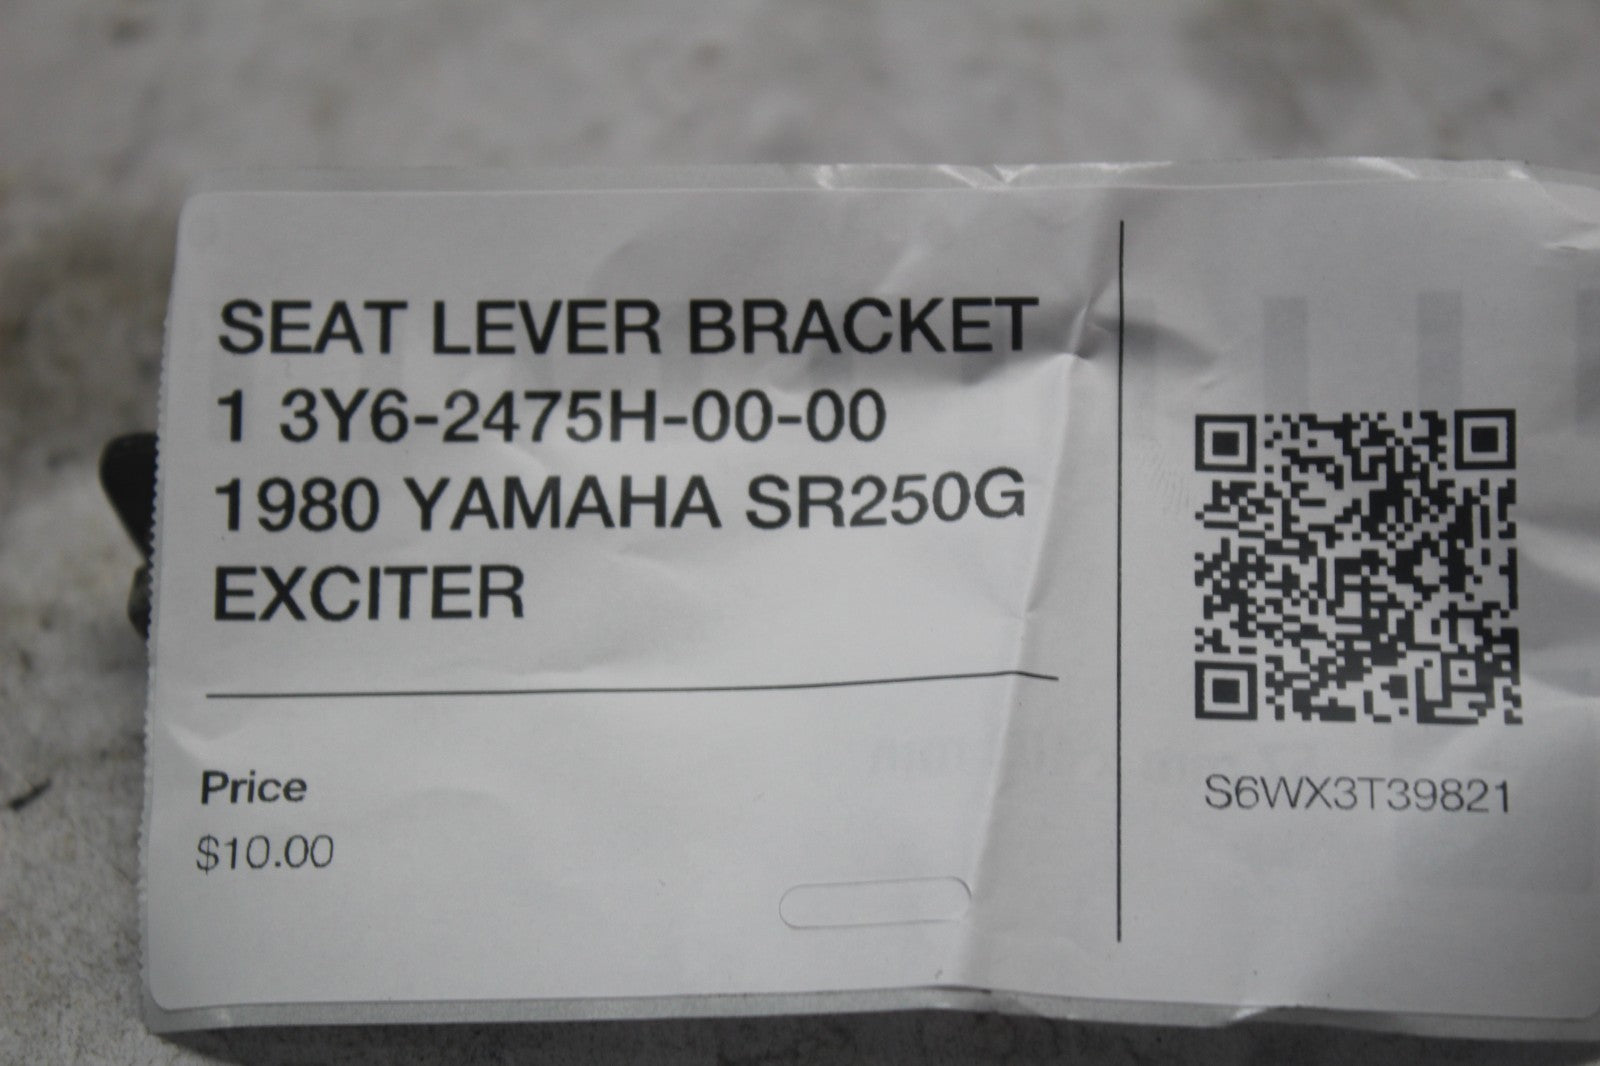 SEAT LEVER BRACKET
1 3Y6-2475H-00-00
1980 YAMAHA SR250G
EXCITER
Price
$10.00
S6WX3T39821